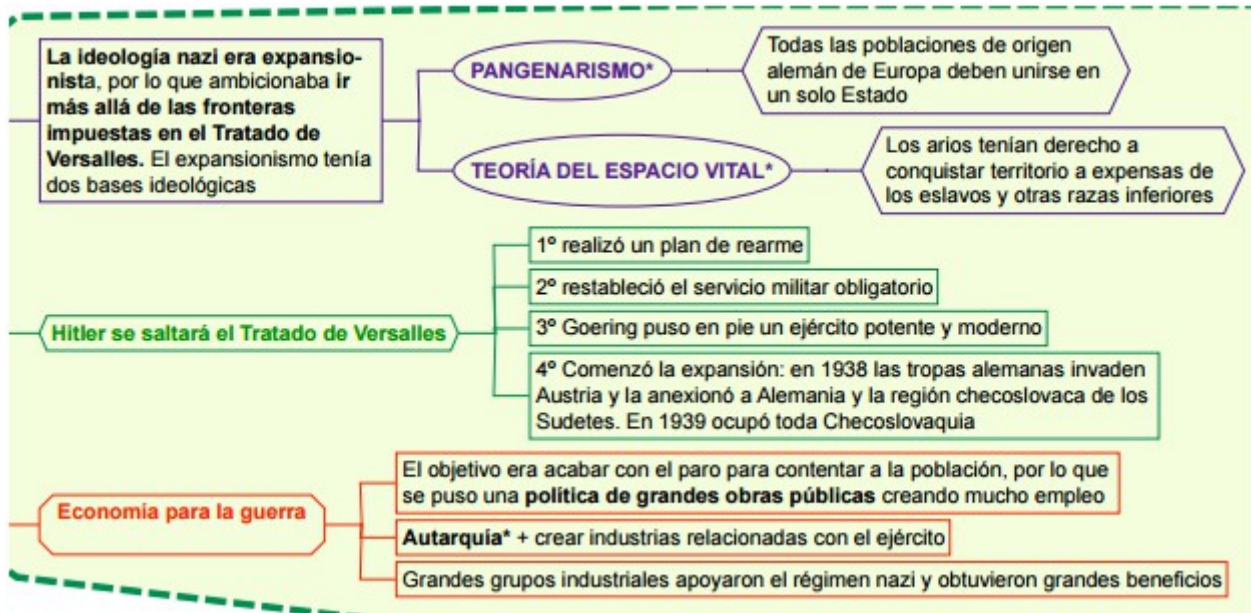 La ideología nazi era expansio-
nista, por lo que ambicionaba ir
más allá de las fronteras
impuestas en el Tratado de
Versalles. El expansionismo tenía
dos bases ideológicas
PANGENARISMO*
Todas las poblaciones de origen
alemán de Europa deben unirse en
un solo Estado
TEORÍA DEL ESPACIO VITAL*
Los arios tenían derecho a
conquistar territorio a expensas de
los eslavos y otras razas inferiores
Hitler se saltará el Tratado de Versalles
1º realizó un plan de rearme
2º restableció el servicio militar obligatorio
3º Goering puso en pie un ejército potente y moderno
4º Comenzó la expansión: en 1938 las tropas alemanas invaden
Austria y la anexionó a Alemania y la región checoslovaca de los
Sudetes. En 1939 ocupó toda Checoslovaquia
Economía para la guerra
El objetivo era acabar con el paro para contentar a la población, por lo que
se puso una política de grandes obras públicas creando mucho empleo
Autarquía* + crear industrias relacionadas con el ejército
Grandes grupos industriales apoyaron el régimen nazi y obtuvieron grandes beneficios